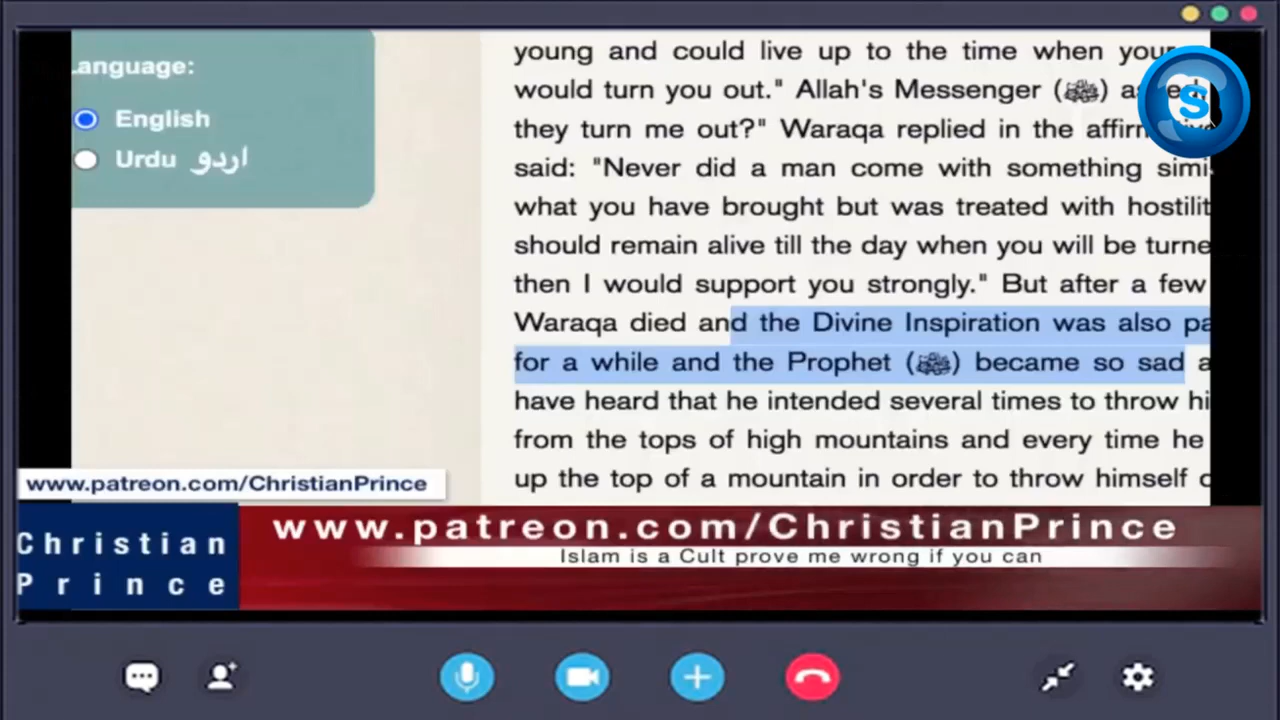 Language:
English
Urdu اردو
young and could live up to the time when your
would turn you out." Allah's Messenger (ﷺ) asked,
they turn me out?" Waraqa replied in the affirmative
said: "Never did a man come with something simi
what you have brought but was treated with hostilit
should remain alive till the day when you will be turne
then I would support you strongly." But after a few
Waraqa died and the Divine Inspiration was also pa
for a while and the Prophet (ﷺ) became so sad a
have heard that he intended several times to throw hi
from the tops of high mountains and every time he
up the top of a mountain in order to throw himself
S
www.patreon.com/ChristianPrince
Christian
Prince
www.patreon.com/ChristianPrince
Islam is a Cult prove me wrong if you can